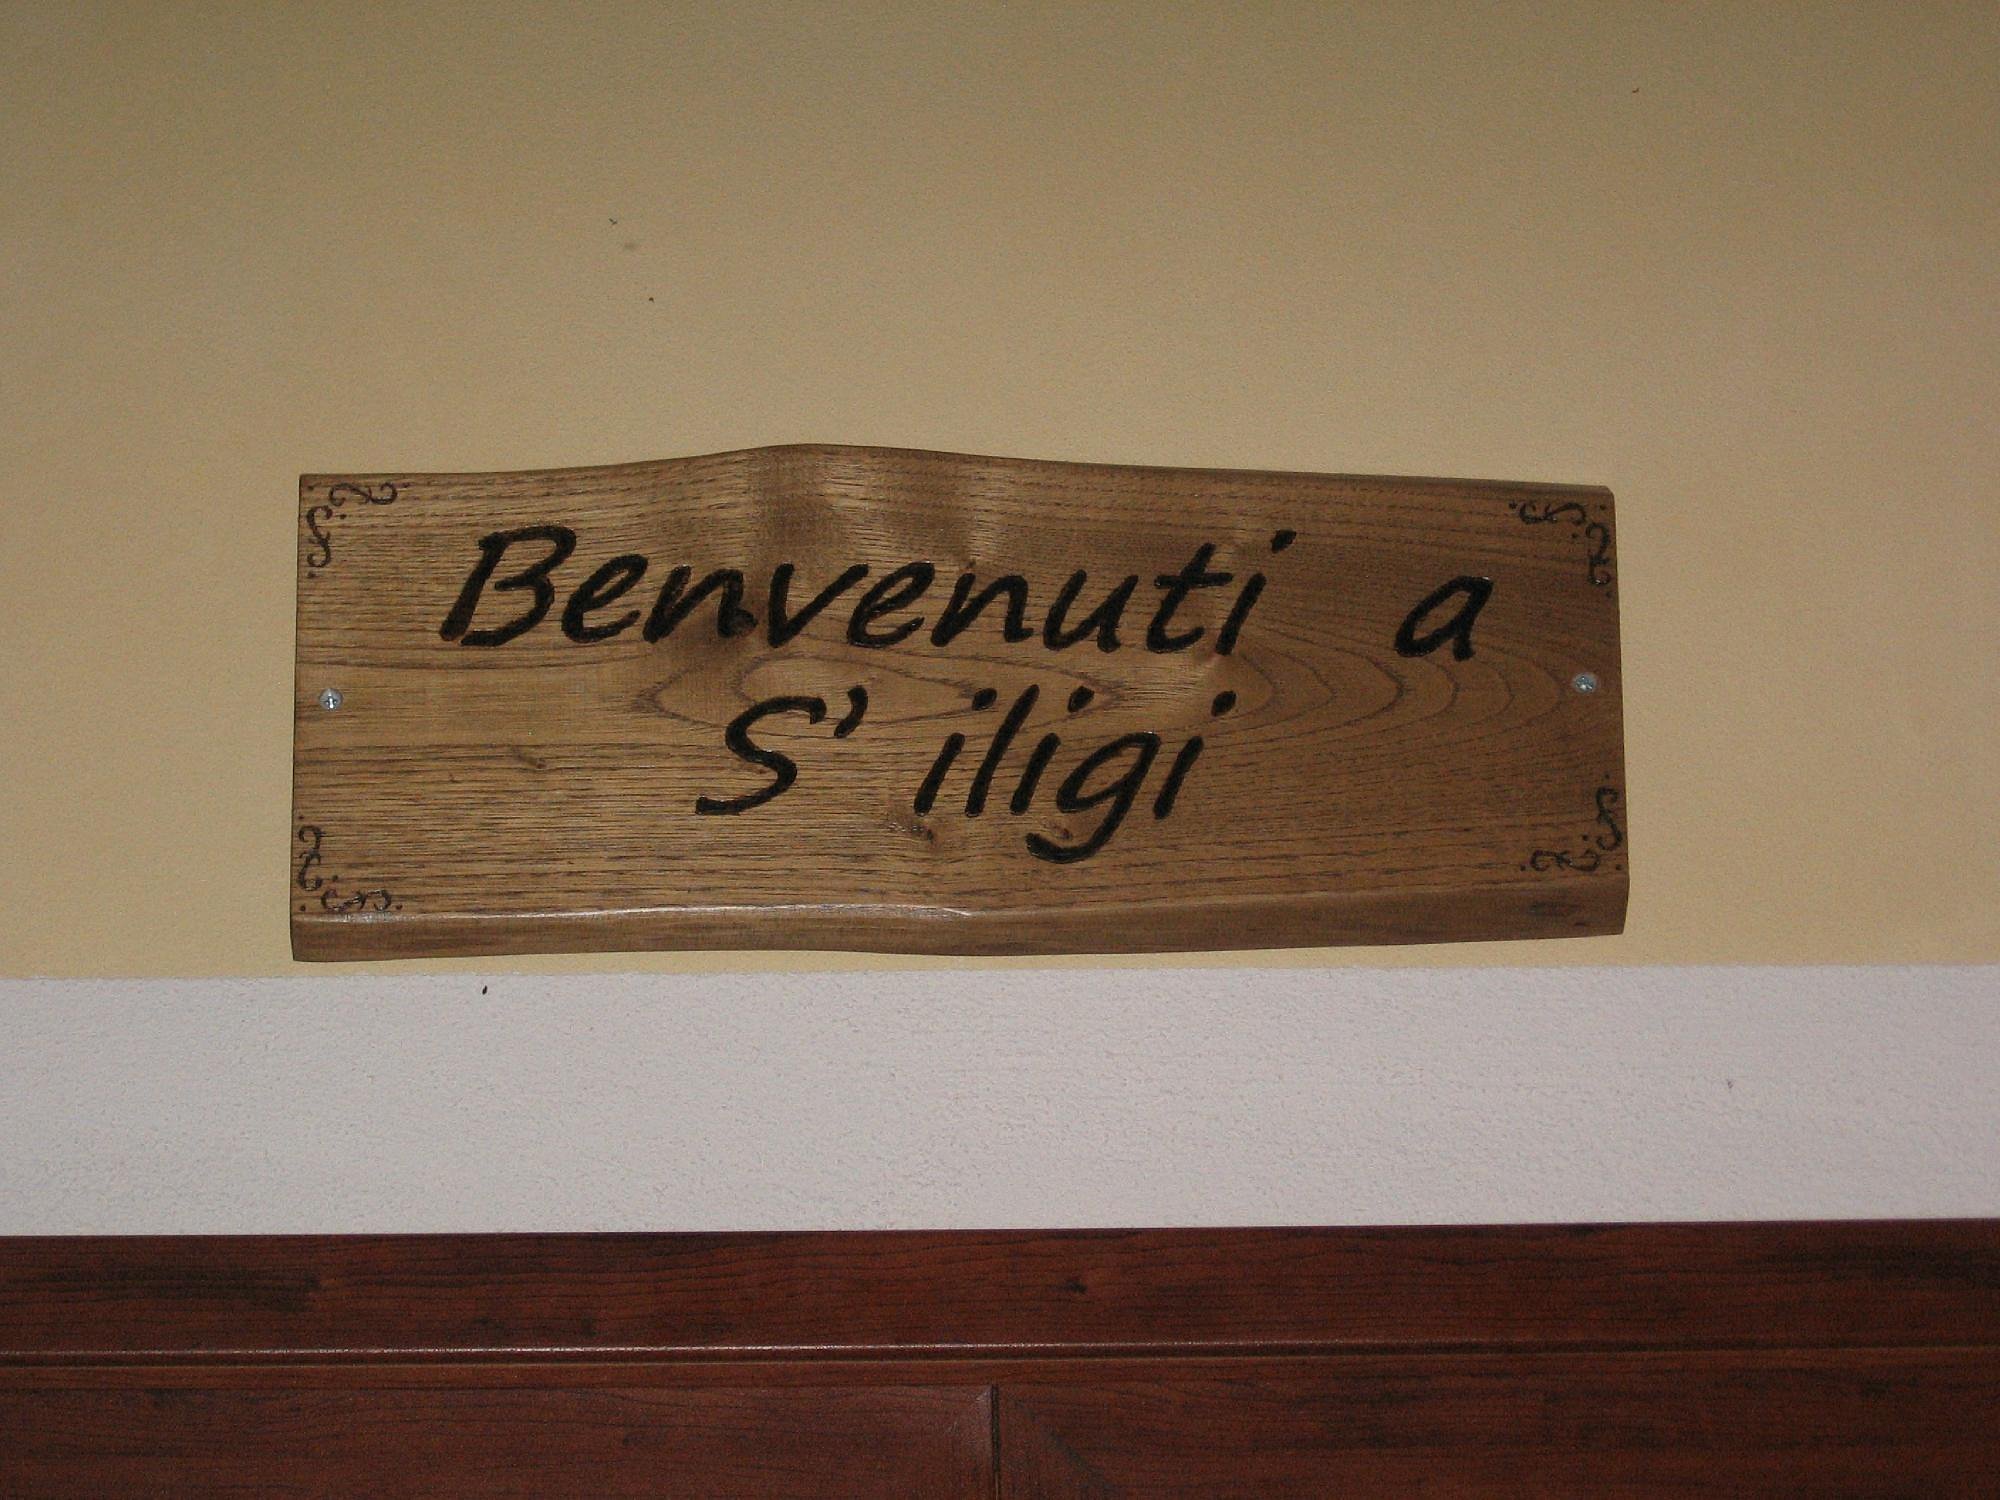 Benvenuti a
S' iligi